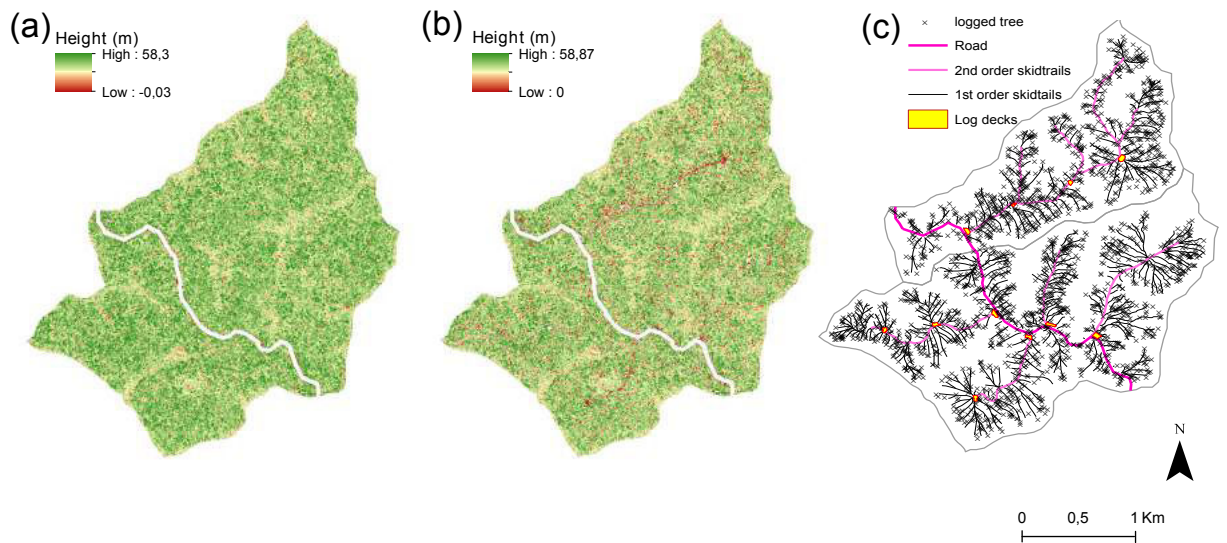 (a)
Height (m)
High : 58,3
Low : -0,03
(b)
Height (m)
High : 58,87
Low : 0
(c)
logged tree
Road
2nd order skidtrails
1st order skidtails
Log decks
N
0 0,5 1 Km